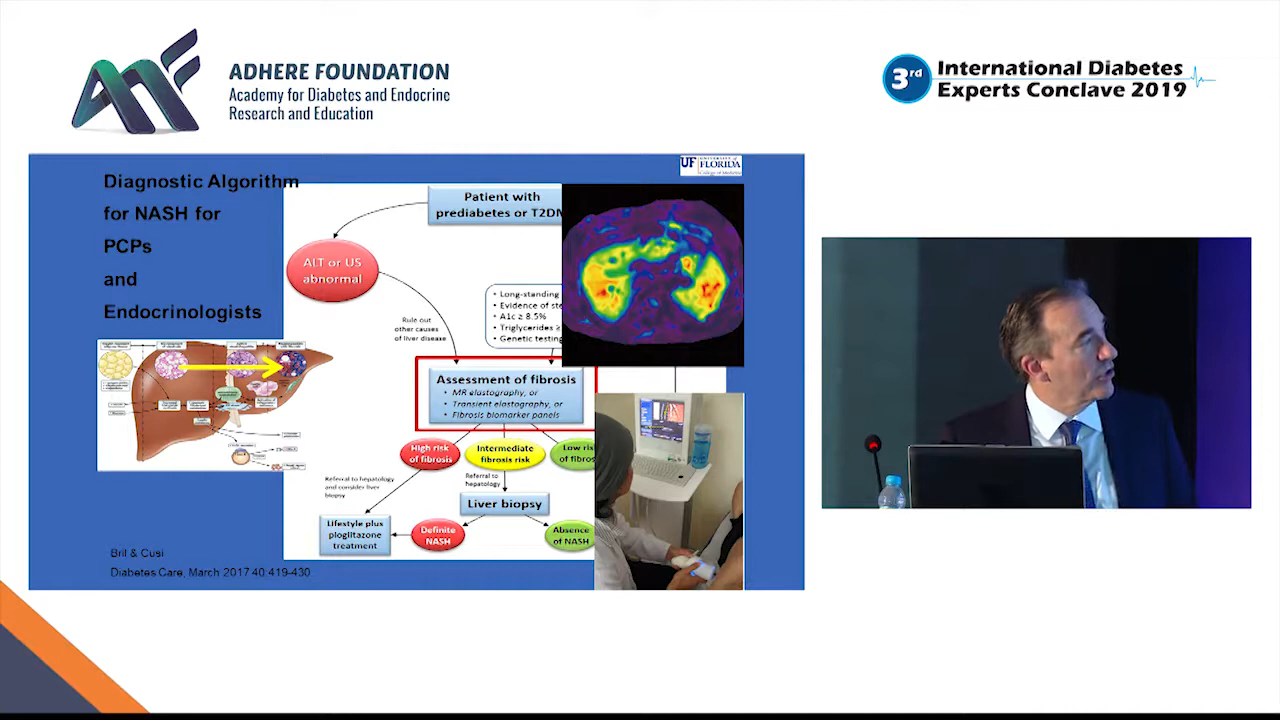 ADHERE FOUNDATION
Academy for Diabetes and Endocrine
Research and Education
3rd
International Diabetes
Experts Conclave 2019
UF UNIVERSITY of
FLORIDA
College of Medicine
Diagnostic Algorithm
for NASH for
PCPs
and
Endocrinologists
Patient with
prediabetes or T2DM
ALT or US
abnormal
Rule out
other causes
of liver disease
• Long-standing
• Evidence of ste
• A1c ≥ 8.5%
• Triglycerides ≥
• Genetic testing
Assessment of fibrosis
• MR elastography, or
• Transient elastography, or
• Fibrosis biomarker panels
High risk
of fibrosis
Intermediate
fibrosis risk
Low ris
of fibros
Referral to hepatology
and consider liver
biopsy
Referral to
hepatology
Liver biopsy
Lifestyle plus
pioglitazone
treatment
Definite
NASH
Absence
of NASH
Bril & Cusi
Diabetes Care, March 2017 40:419-430